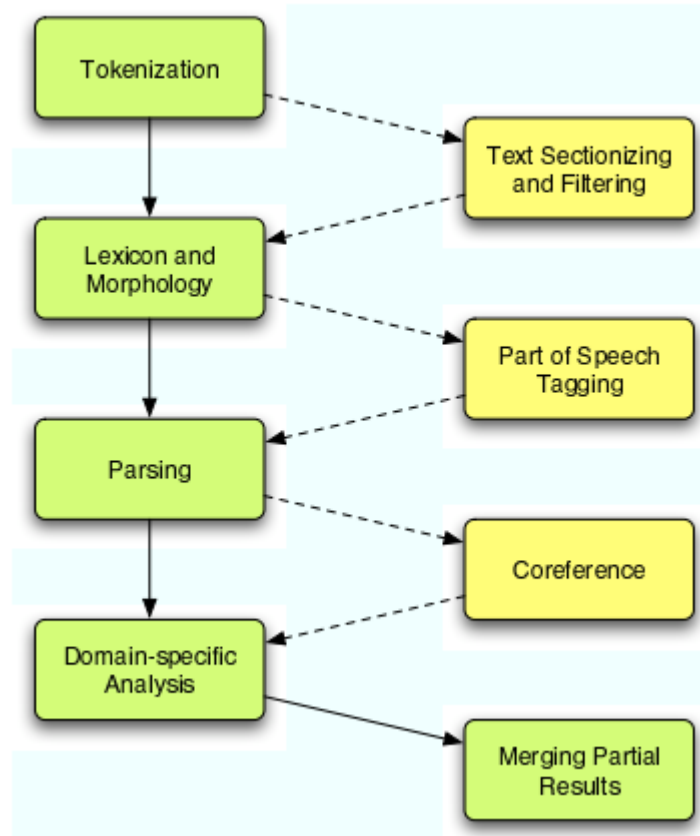 Tokenization
Text Sectionizing
and Filtering
Lexicon and
Morphology
Part of Speech
Tagging
Parsing
Coreference
Domain-specific
Analysis
Merging Partial
Results